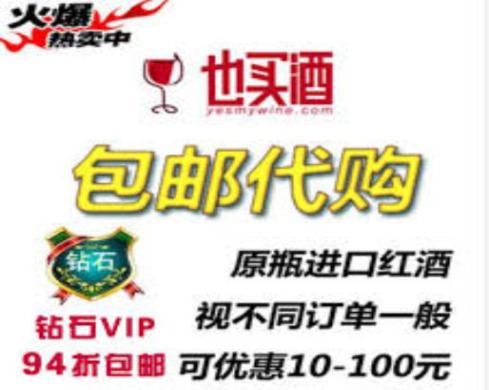 火爆
热卖中
也买酒
yesmywine.com
包邮代购
钻石
原瓶进口红酒
钻石VIP
视不同订单一般
94折包邮
可优惠10-100元